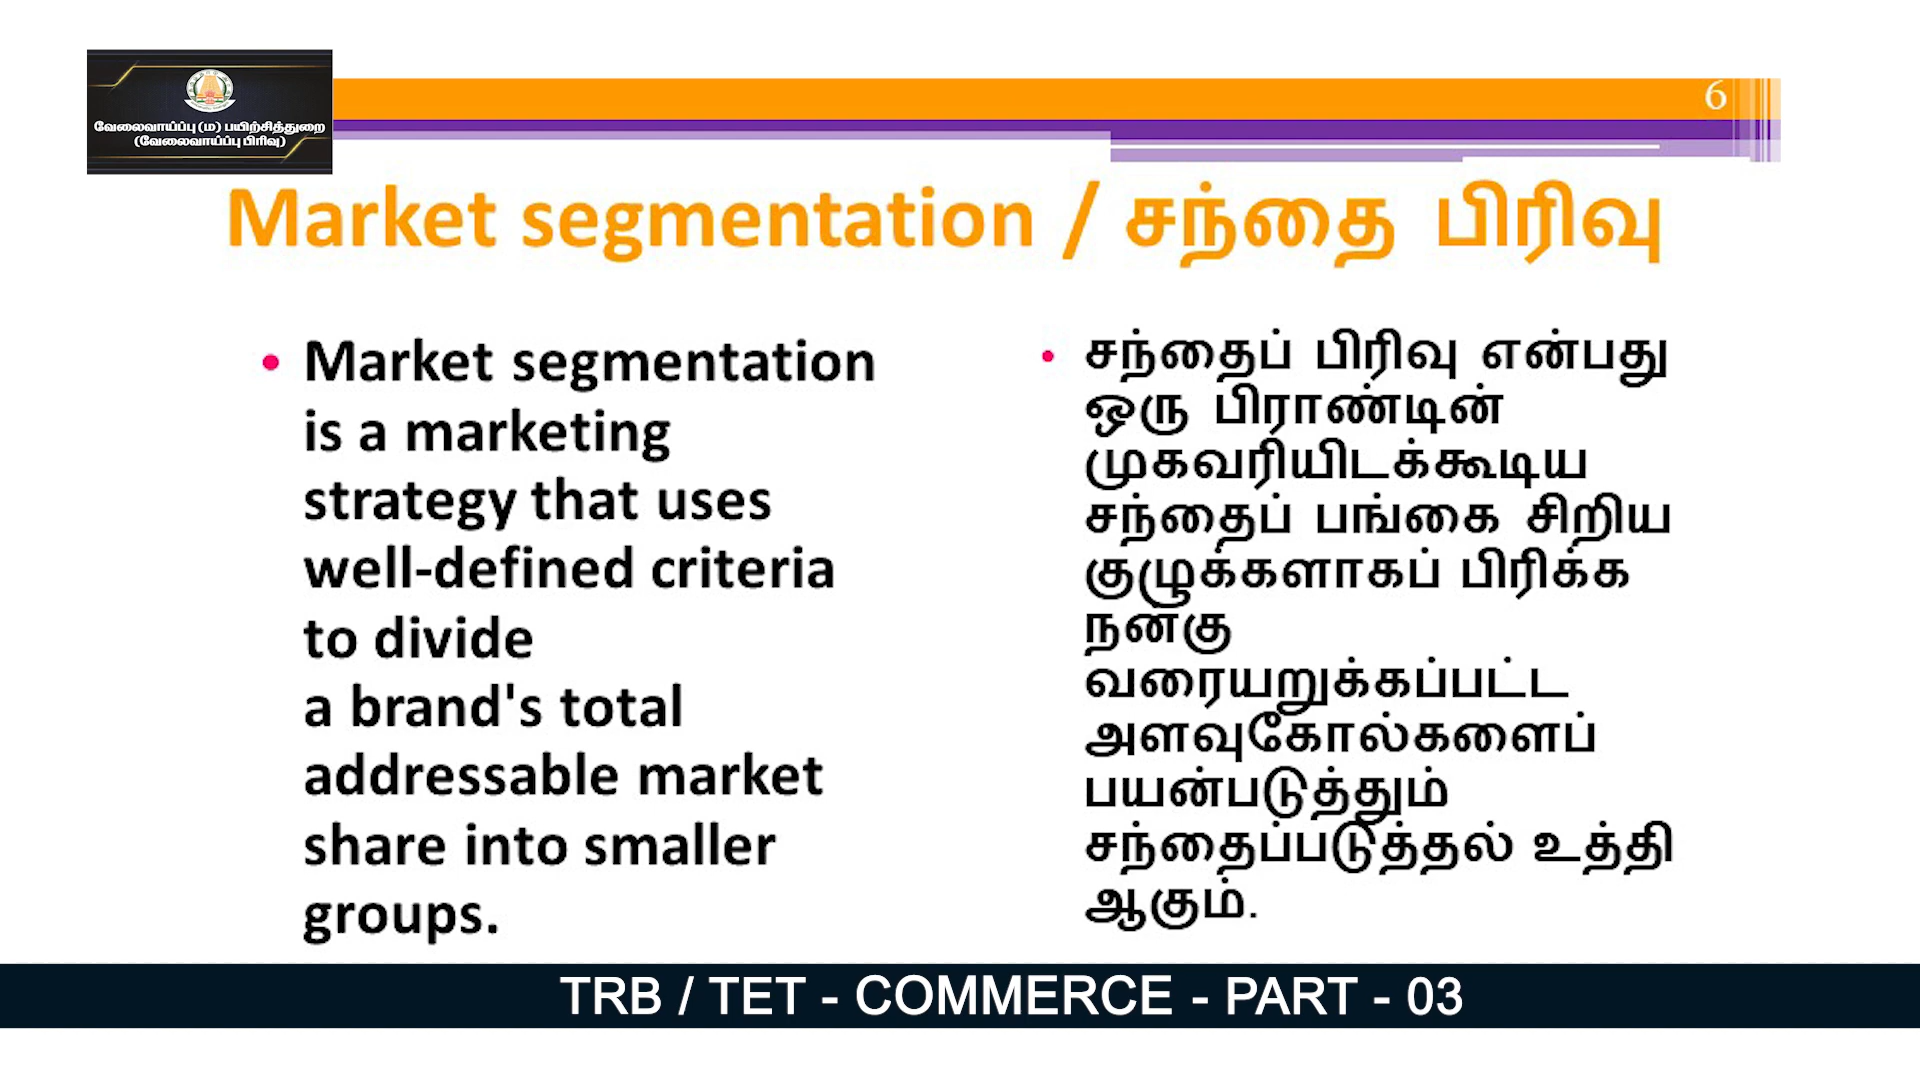 6
வேலைவாய்ப்பு (ம) பயிற்சித்துறை
(வேலைவாய்ப்பு பிரிவு)
Market segmentation / சந்தை பிரிவு
• Market segmentation
is a marketing
strategy that uses
well-defined criteria
to divide
a brand's total
addressable market
share into smaller
groups.
• சந்தைப் பிரிவு என்பது
ஒரு பிராண்டின்
முகவரியிடக்கூடிய
சந்தைப் பங்கை சிறிய
குழுக்களாகப் பிரிக்க
நன்கு
வரையறுக்கப்பட்ட
அளவுகோல்களைப்
பயன்படுத்தும்
சந்தைப்படுத்தல் உத்தி
ஆகும்.
TRB / TET - COMMERCE - PART - 03